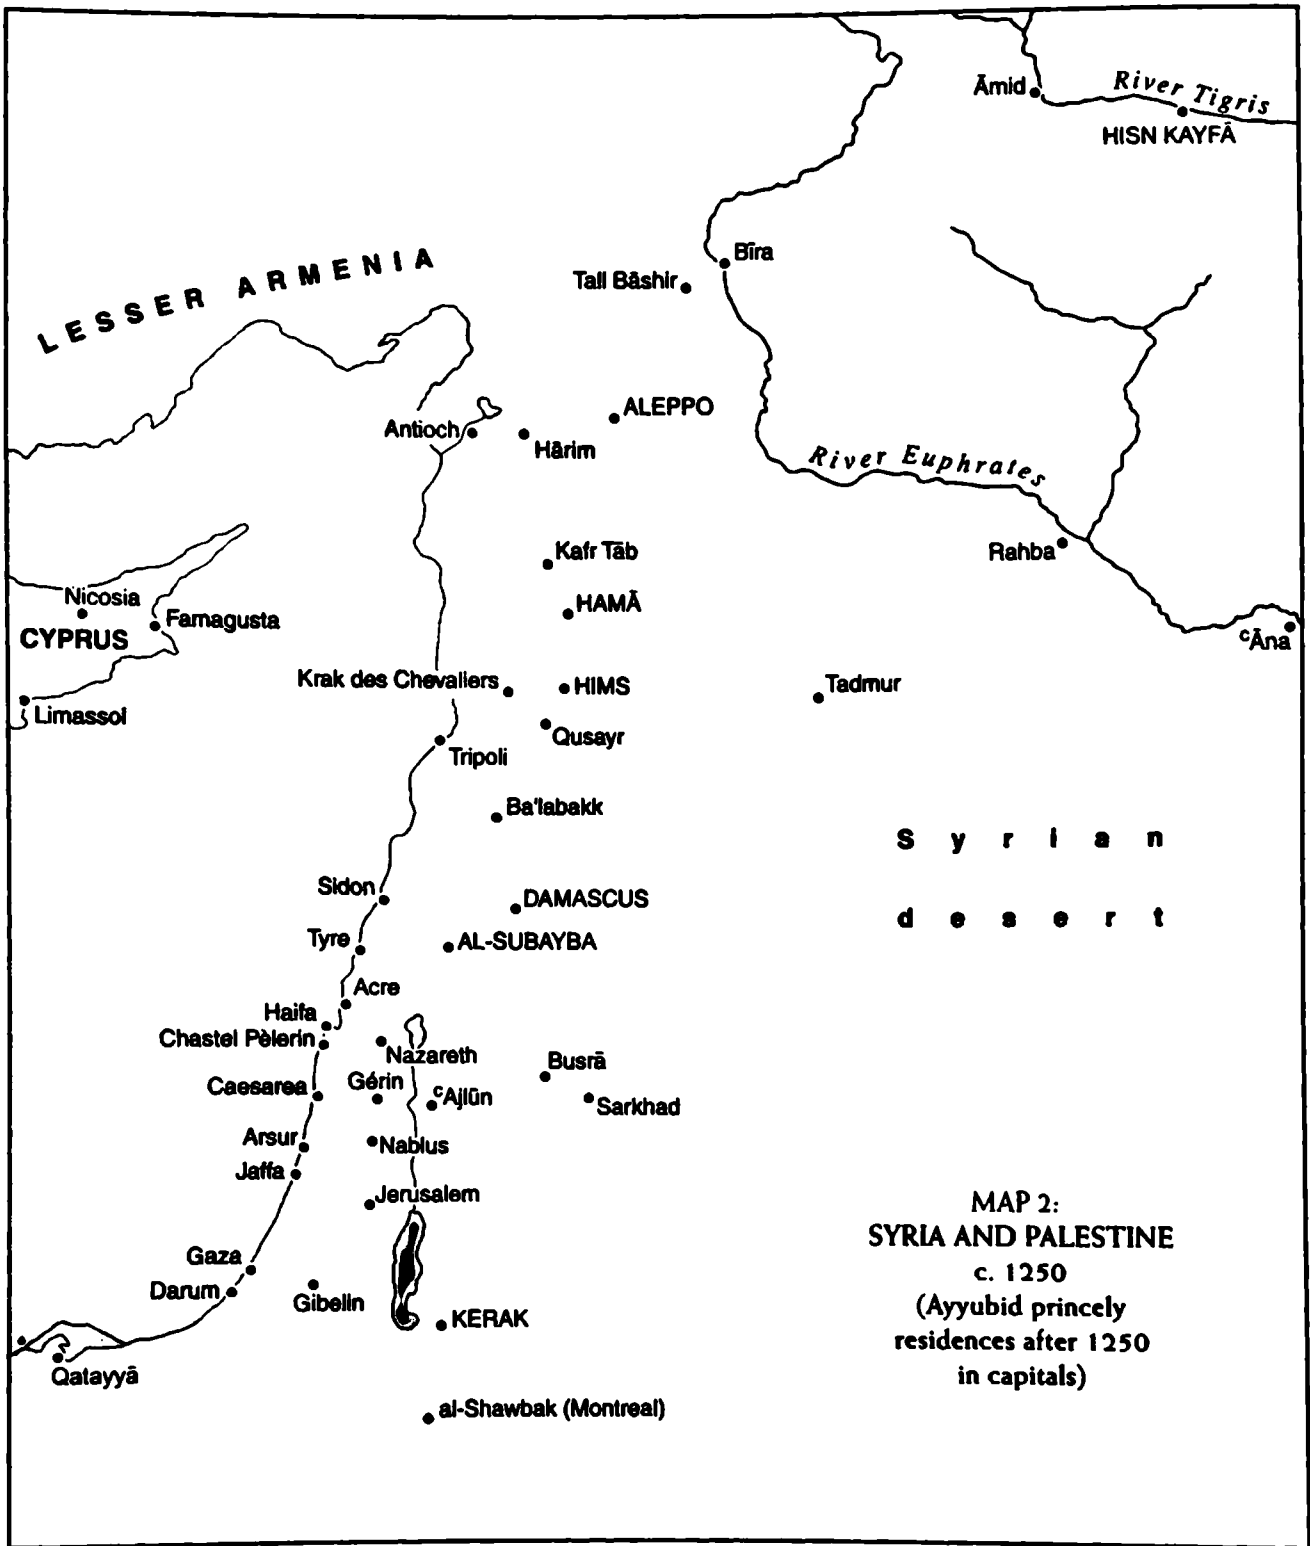 Āmid
River Tigris
HISN KAYFĀ
Bīra
Tall Bāshir
LESSER ARMENIA
ALEPPO
Antioch
Hārim
River Euphrates
Kafr Tāb
Rahba
Nicosia
HAMĀ
Famagusta
CYPRUS
ᶜĀna
Krak des Chevaliers
HIMS
Tadmur
Limassol
Qusayr
Tripoli
Ba'labakk
Syrian
desert
Sidon
DAMASCUS
Tyre
AL-SUBAYBA
Acre
Haifa
Chastel Pèlerin
Nazareth
Busrā
Gérin
Caesarea
ᶜAjlūn
Sarkhad
Arsur
Nablus
Jaffa
Jerusalem
MAP 2:
SYRIA AND PALESTINE
c. 1250
(Ayyubid princely
residences after 1250
in capitals)
Gaza
Darum
Gibelin
KERAK
Qatayyā
al-Shawbak (Montreal)